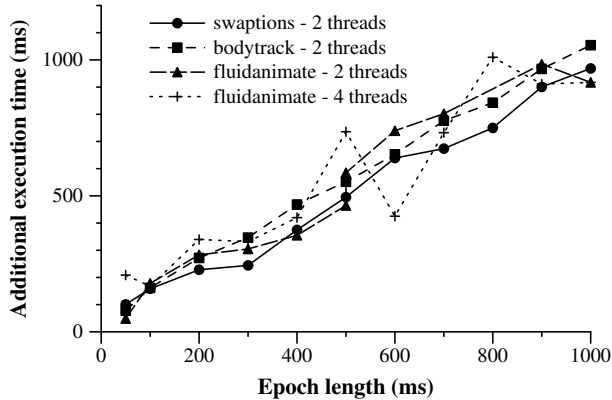 swaptions - 2 threads
bodytrack - 2 threads
fluidanimate - 2 threads
fluidanimate - 4 threads
Additional execution time (ms)
1000
500
0
0
200
400
600
800
1000
Epoch length (ms)